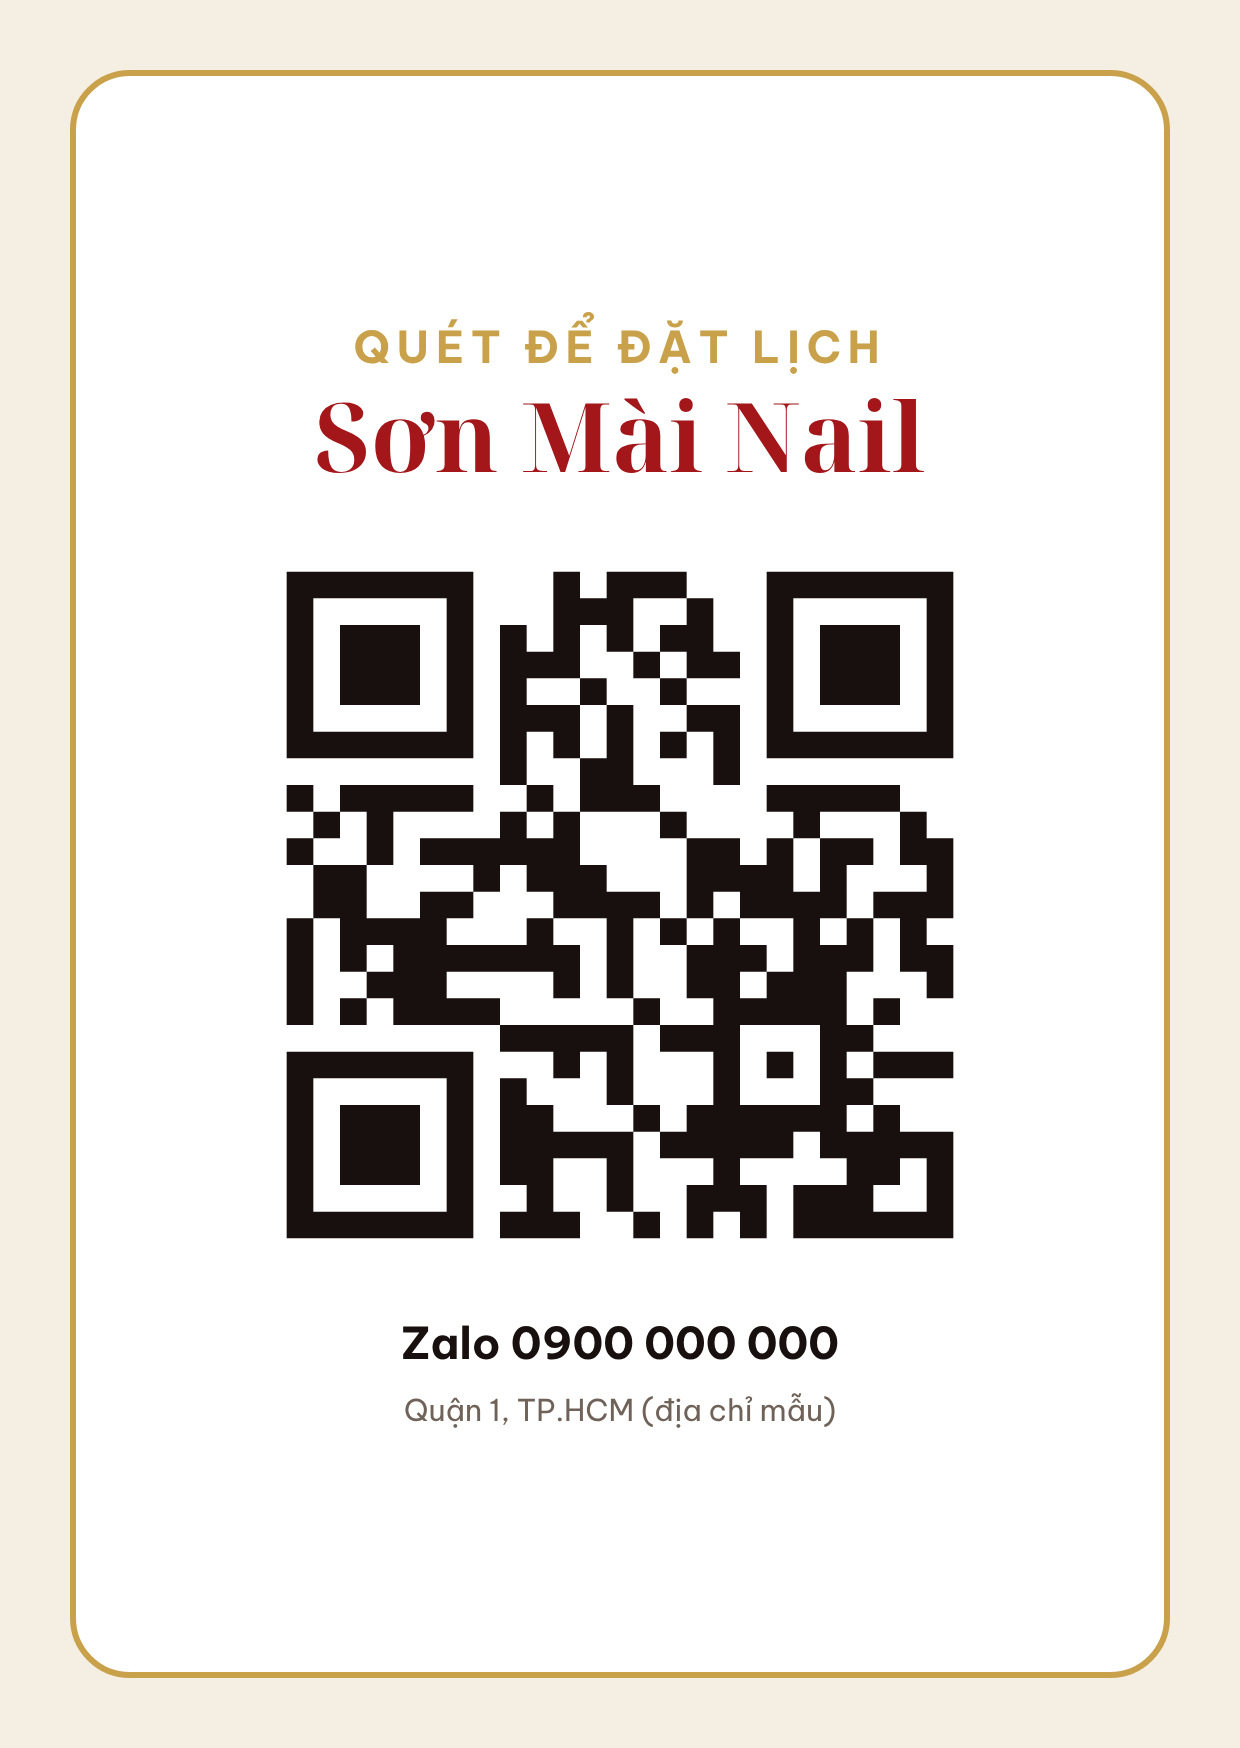 QUÉT ĐỂ ĐẶT LỊCH
Sơn Mài Nail
Zalo 0900 000 000
Quận 1, TP.HCM (địa chỉ mẫu)